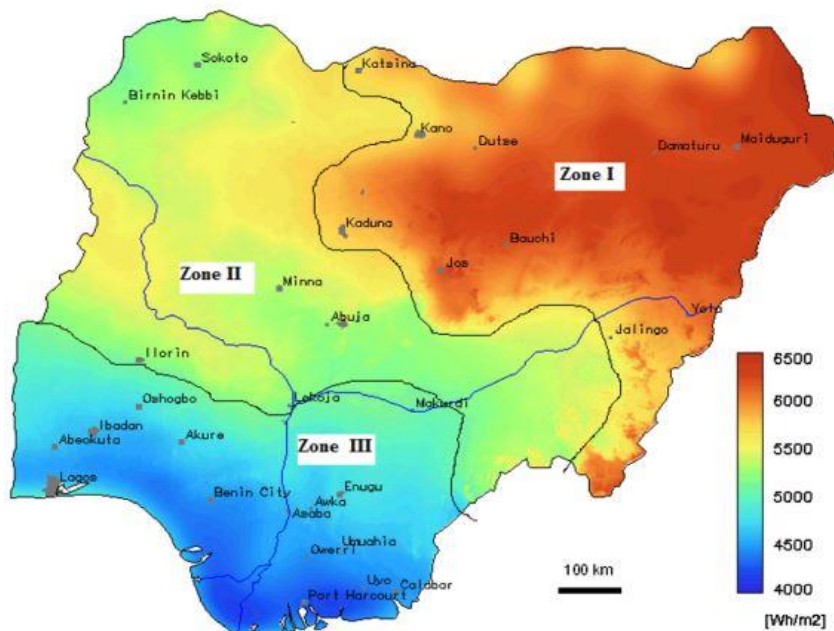 Sokoto
Katsina
Birnin Kebbi
Kano
Dutse
Damaturu
Maiduguri
Zone I
Kaduna
Bauchi
Jos
Zone II
Minna
Yola
Abuja
Jalingo
Ilorin
6500
6000
5500
5000
4500
4000
[Wh/m2]
Oshogbo
Lokoja
Makurdi
Ibadan
Abeokuta
Akure
Zone III
Lagos
Benin City
Enugu
Awka
Asaba
Owerri
Umuahia
Uyo
Calabar
Port Harcourt
100 km